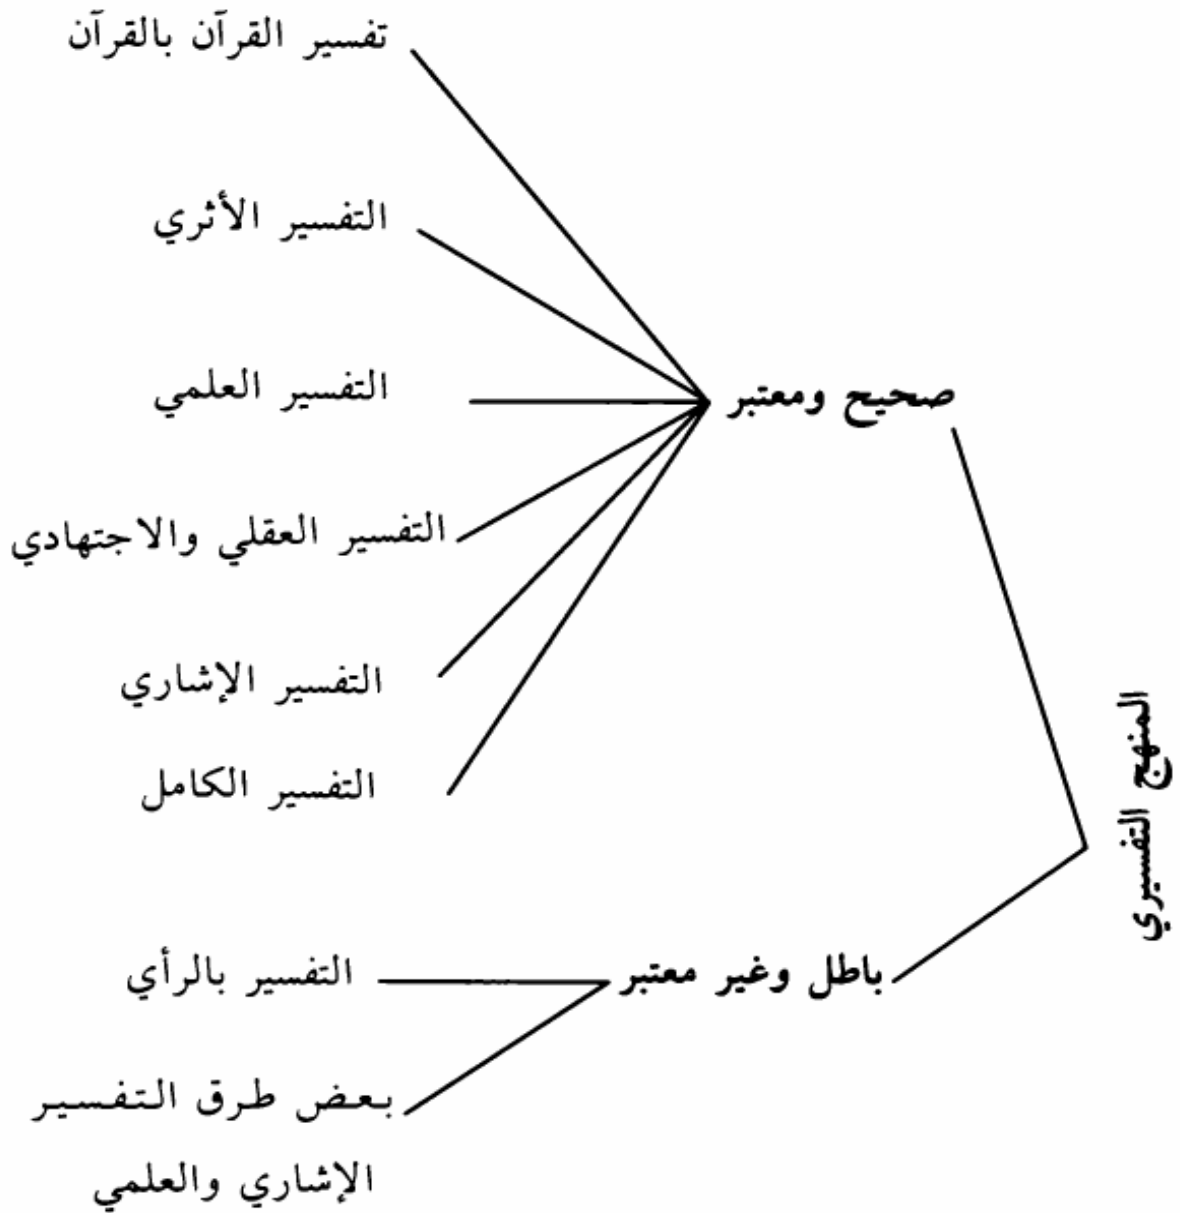 المنهج التفسيري
صحيح ومعتبر
تفسير القرآن بالقرآن
التفسير الأثري
التفسير العلمي
التفسير العقلي والاجتهادي
التفسير الإشاري
التفسير الكامل
باطل وغير معتبر
التفسير بالرأي
بعض طرق التفسير
الإشاري والعلمي